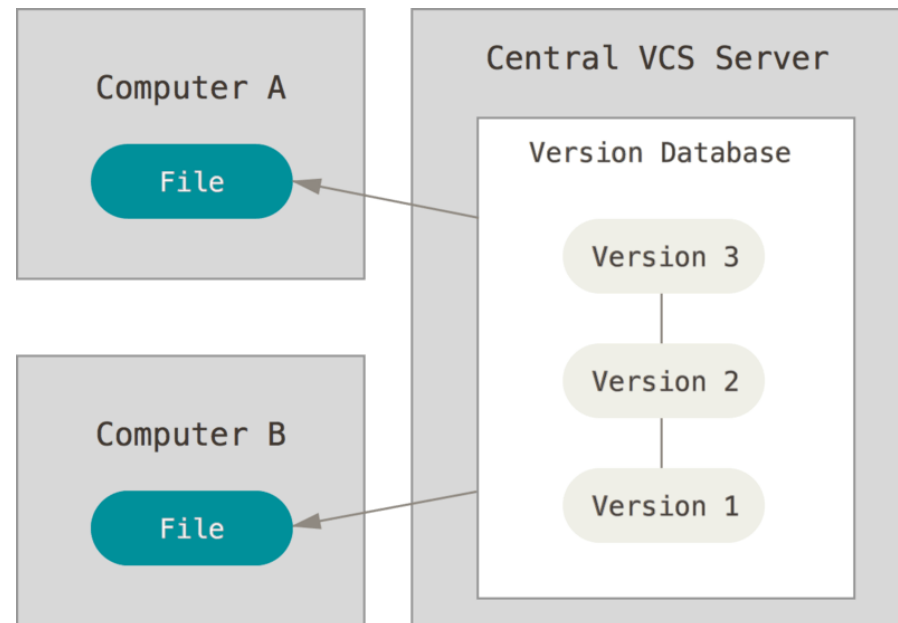 Computer A
File
Computer B
File
Central VCS Server
Version Database
Version 3
Version 2
Version 1